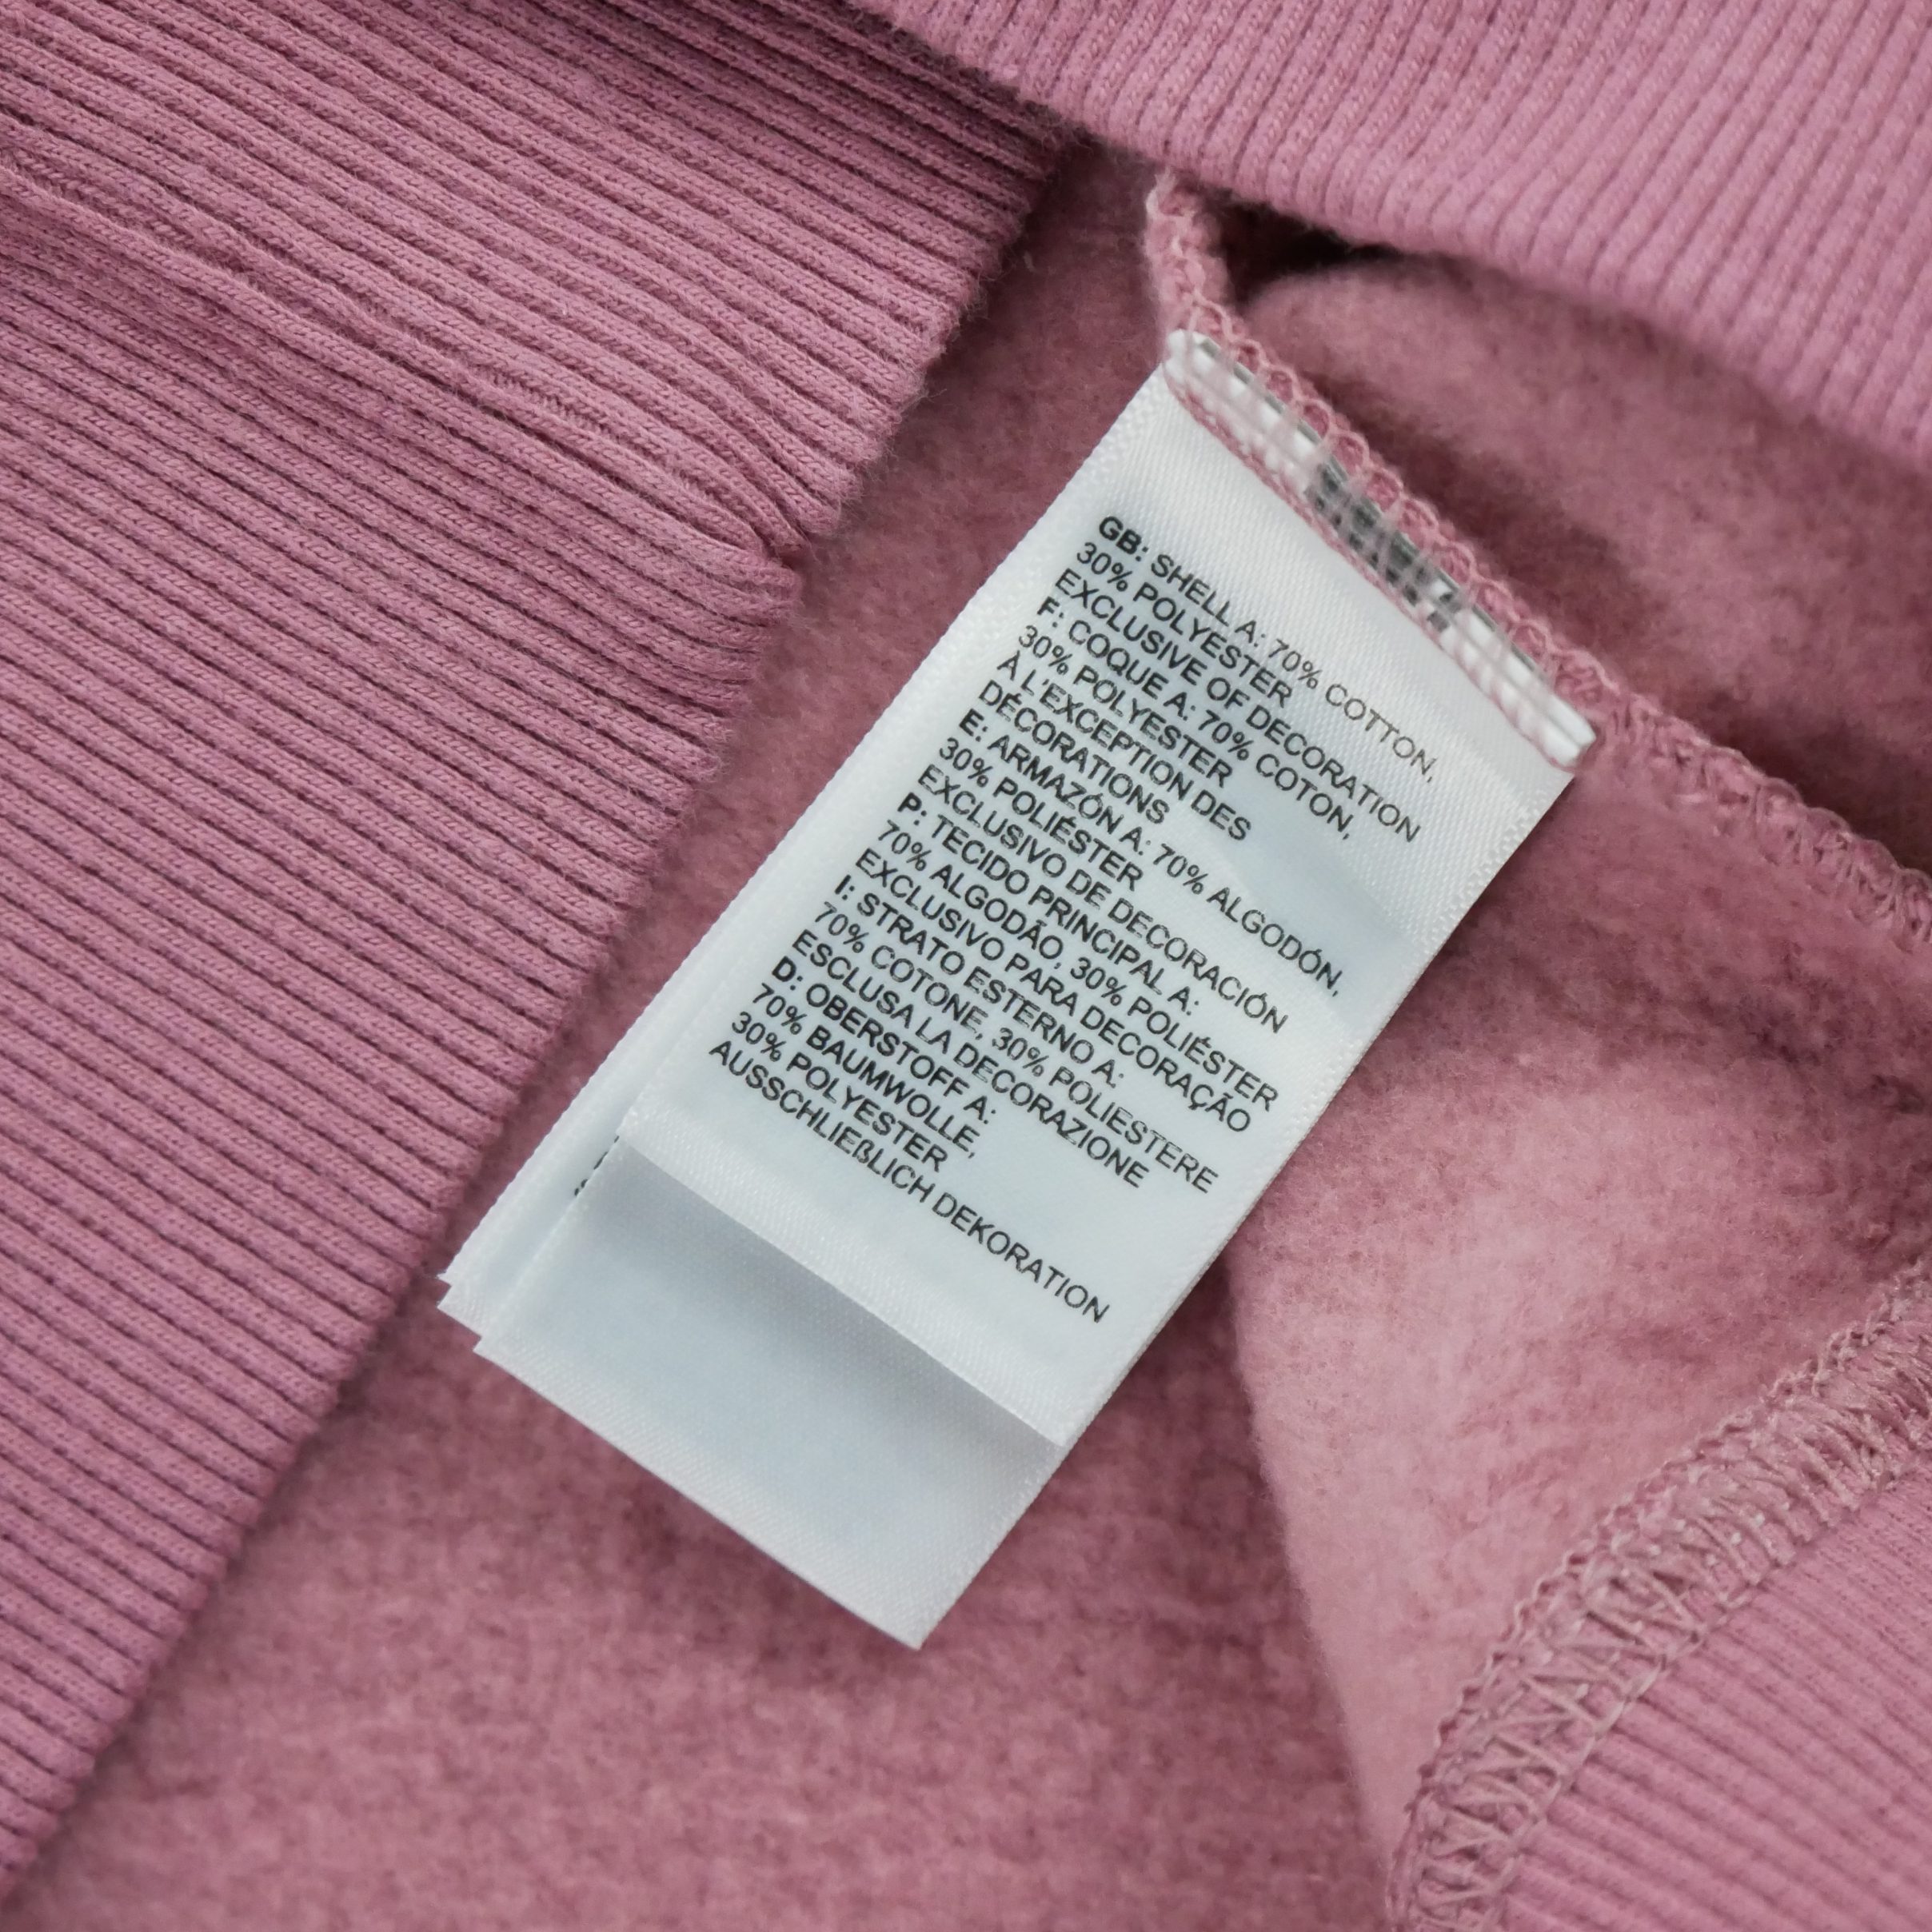 GB: SHELL A: 70% COTTON,
30% POLYESTER
EXCLUSIVE OF DECORATION
F: COQUE A: 70% COTON,
30% POLYESTER
À L'EXCEPTION DES
DÉCORATIONS
E: ARMAZÓN A: 70% ALGODÓN,
30% POLIÉSTER
EXCLUSIVO DE DECORACIÓN
P: TECIDO PRINCIPAL A:
70% ALGODÃO, 30% POLIÉSTER
EXCLUSIVO PARA DECORAÇÃO
I: STRATO ESTERNO A:
70% COTONE, 30% POLIESTERE
ESCLUSA LA DECORAZIONE
D: OBERSTOFF A:
70% BAUMWOLLE,
30% POLYESTER
AUSSCHLIEßLICH DEKORATION